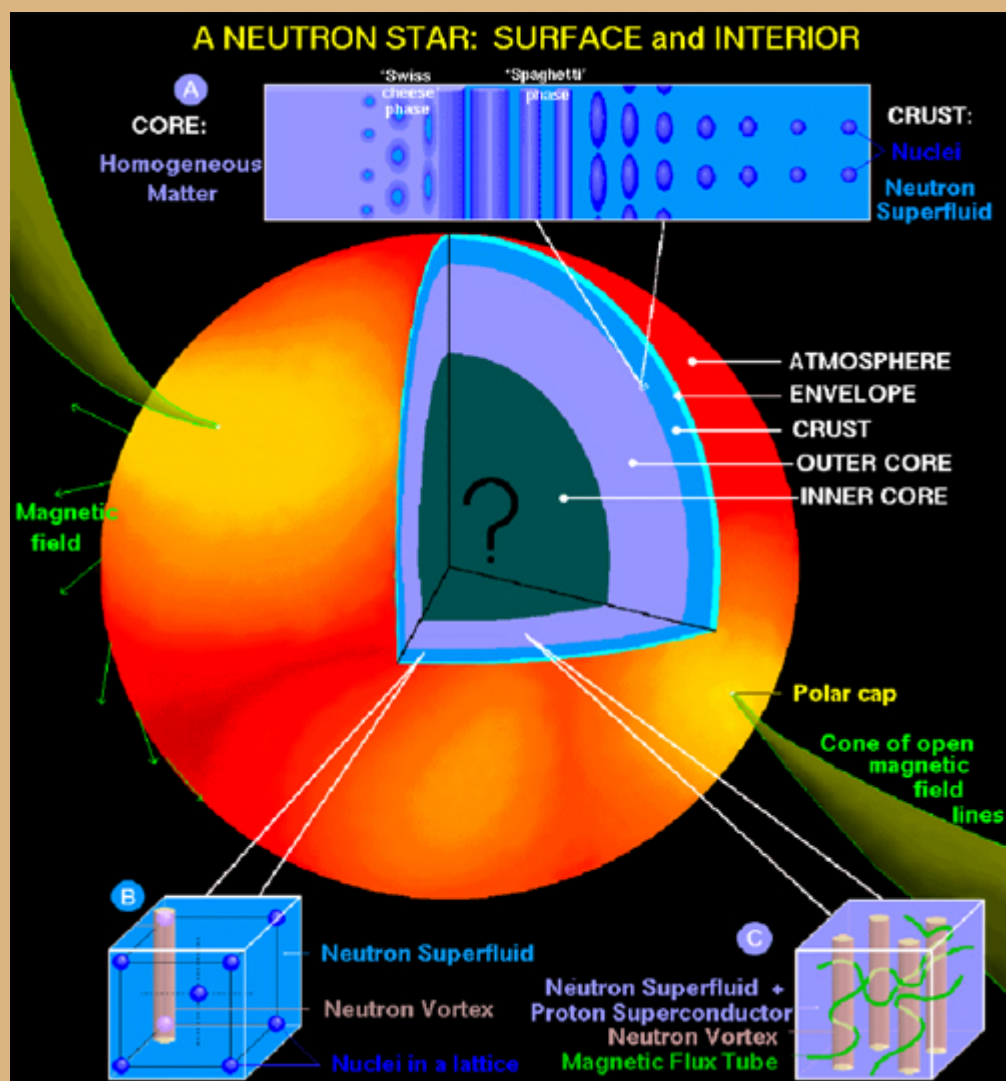 A NEUTRON STAR: SURFACE and INTERIOR
A
'Swiss
cheese'
phase
'Spaghetti'
phase
CORE:
Homogeneous
Matter
CRUST:
Nuclei
Neutron
Superfluid
ATMOSPHERE
ENVELOPE
CRUST
OUTER CORE
INNER CORE
?
Magnetic
field
Polar cap
Cone of open
magnetic
field
lines
B
Neutron Superfluid
Neutron Vortex
Nuclei in a lattice
C
Neutron Superfluid +
Proton Superconductor
Neutron Vortex
Magnetic Flux Tube